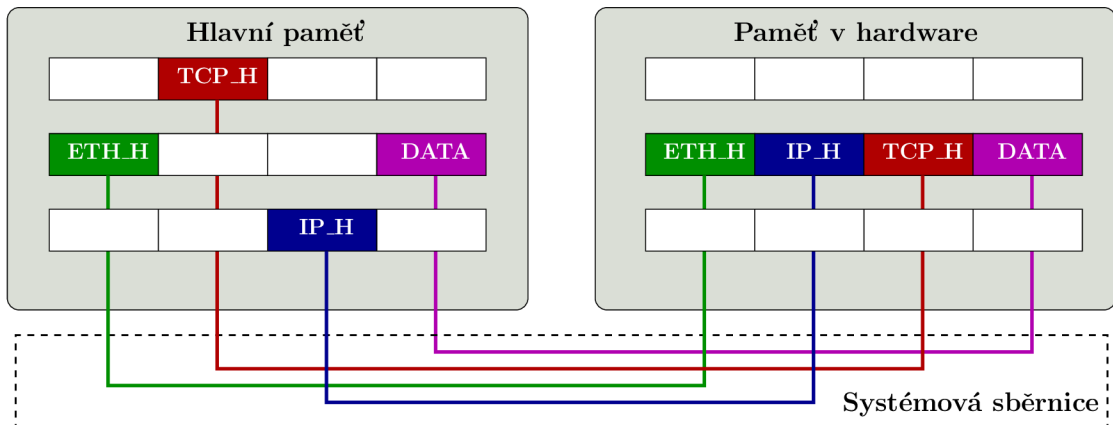 Hlavní paměť
TCP_H
ETH_H
DATA
IP_H
Paměť v hardware
ETH_H
IP_H
TCP_H
DATA
Systémová sběrnice